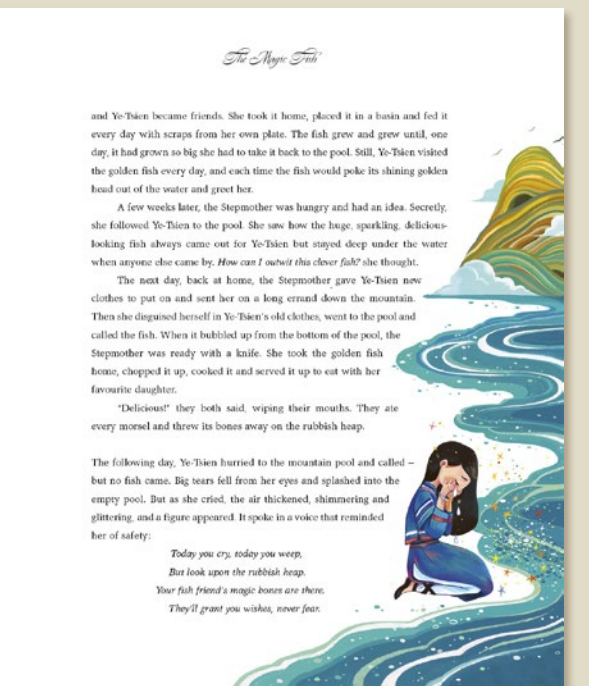 The Magic Fish
and Ye-Tsien became friends. She took it home, placed it in a basin and fed it
every day with scraps from her own plate. The fish grew and grew until, one
day, it had grown so big she had to take it back to the pool. Still, Ye-Tsien visited
the golden fish every day, and each time the fish would poke its shining golden
head out of the water and greet her.
A few weeks later, the Stepmother was hungry and had an idea. Secretly,
she followed Ye-Tsien to the pool. She saw how the huge, sparkling, delicious-
looking fish always came out for Ye-Tsien but stayed deep under the water
when anyone else came by. How can I outwit this clever fish? she thought.
The next day, back at home, the Stepmother gave Ye-Tsien new
clothes to put on and sent her on a long errand down the mountain.
Then she disguised herself in Ye-Tsien's old clothes, went to the pool and
called the fish. When it bubbled up from the bottom of the pool, the
Stepmother was ready with a knife. She took the golden fish
home, chopped it up, cooked it and served it up to eat with her
favourite daughter.
"Delicious!" they both said, wiping their mouths. They ate
every morsel and threw its bones away on the rubbish heap.
The following day, Ye-Tsien hurried to the mountain pool and called –
but no fish came. Big tears fell from her eyes and splashed into the
empty pool. But as she cried, the air thickened, shimmering and
glittering, and a figure appeared. It spoke in a voice that reminded
her of safety:
Today you cry, today you weep,
But look upon the rubbish heap.
Your fish friend's magic bones are there.
They'll grant you wishes, never fear.